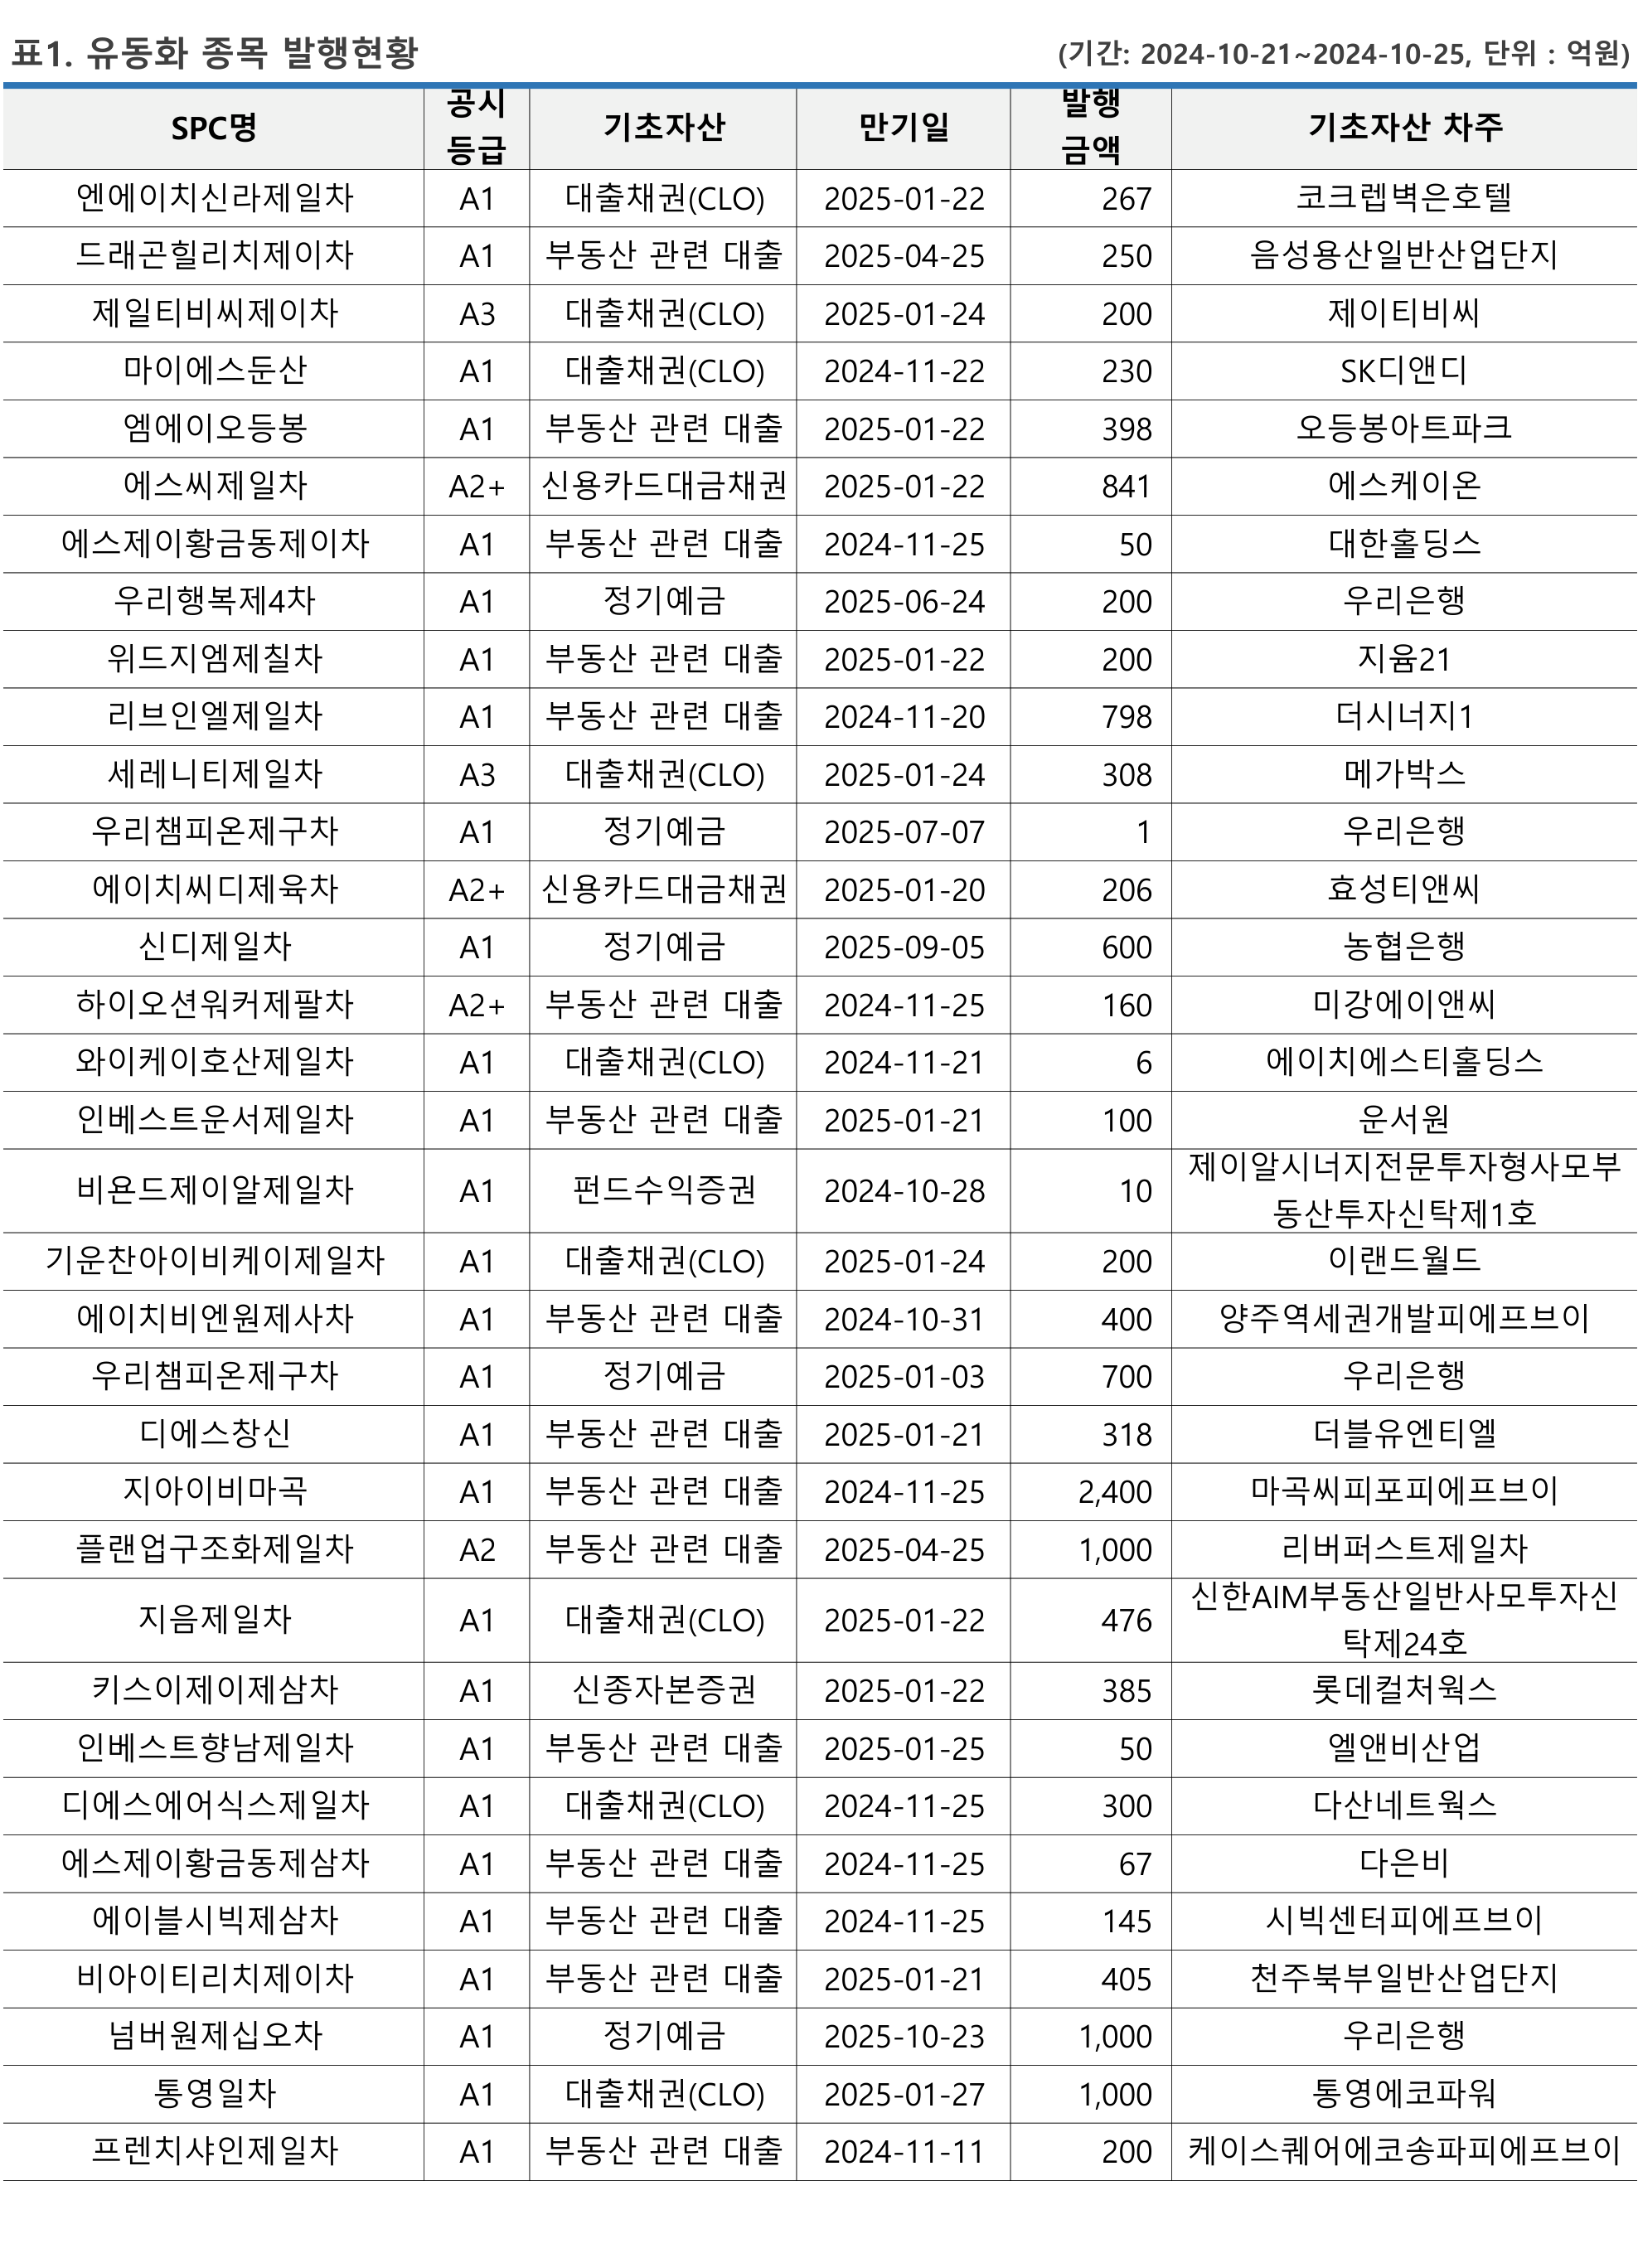 표1. 유동화 종목 발행현황 (기간: 2024-10-21~2024-10-25, 단위 : 억원)
SPC명 공시 등급 기초자산 만기일 발행 금액 기초자산 차주
엔에이치신라제일차 A1 대출채권(CLO) 2025-01-22 267 코크렙벽은호텔
드래곤힐리치제이차 A1 부동산 관련 대출 2025-04-25 250 음성용산일반산업단지
제일티비씨제이차 A3 대출채권(CLO) 2025-01-24 200 제이티비씨
마이에스둔산 A1 대출채권(CLO) 2024-11-22 230 SK디앤디
엠에이오등봉 A1 부동산 관련 대출 2025-01-22 398 오등봉아트파크
에스씨제일차 A2+ 신용카드대금채권 2025-01-22 841 에스케이온
에스제이황금동제이차 A1 부동산 관련 대출 2024-11-25 50 대한홀딩스
우리행복제4차 A1 정기예금 2025-06-24 200 우리은행
위드지엠제칠차 A1 부동산 관련 대출 2025-01-22 200 지윰21
리브인엘제일차 A1 부동산 관련 대출 2024-11-20 798 더시너지1
세레니티제일차 A3 대출채권(CLO) 2025-01-24 308 메가박스
우리챔피온제구차 A1 정기예금 2025-07-07 1 우리은행
에이치씨디제육차 A2+ 신용카드대금채권 2025-01-20 206 효성티앤씨
신디제일차 A1 정기예금 2025-09-05 600 농협은행
하이오션워커제팔차 A2+ 부동산 관련 대출 2024-11-25 160 미강에이앤씨
와이케이호산제일차 A1 대출채권(CLO) 2024-11-21 6 에이치에스티홀딩스
인베스트운서제일차 A1 부동산 관련 대출 2025-01-21 100 운서원
비욘드제이알제일차 A1 펀드수익증권 2024-10-28 10 제이알시너지전문투자형사모부
동산투자신탁제1호
기운찬아이비케이제일차 A1 대출채권(CLO) 2025-01-24 200 이랜드월드
에이치비엔원제사차 A1 부동산 관련 대출 2024-10-31 400 양주역세권개발피에프브이
우리챔피온제구차 A1 정기예금 2025-01-03 700 우리은행
디에스창신 A1 부동산 관련 대출 2025-01-21 318 더블유엔티엘
지아이비마곡 A1 부동산 관련 대출 2024-11-25 2,400 마곡씨피포피에프브이
플랜업구조화제일차 A2 부동산 관련 대출 2025-04-25 1,000 리버퍼스트제일차
지음제일차 A1 대출채권(CLO) 2025-01-22 476 신한AIM부동산일반사모투자신
탁제24호
키스이제이제삼차 A1 신종자본증권 2025-01-22 385 롯데컬처웍스
인베스트향남제일차 A1 부동산 관련 대출 2025-01-25 50 엘앤비산업
디에스에어식스제일차 A1 대출채권(CLO) 2024-11-25 300 다산네트웍스
에스제이황금동제삼차 A1 부동산 관련 대출 2024-11-25 67 다은비
에이블시빅제삼차 A1 부동산 관련 대출 2024-11-25 145 시빅센터피에프브이
비아이티리치제이차 A1 부동산 관련 대출 2025-01-21 405 천주북부일반산업단지
넘버원제십오차 A1 정기예금 2025-10-23 1,000 우리은행
통영일차 A1 대출채권(CLO) 2025-01-27 1,000 통영에코파워
프렌치샤인제일차 A1 부동산 관련 대출 2024-11-11 200 케이스퀘어에코송파피에프브이